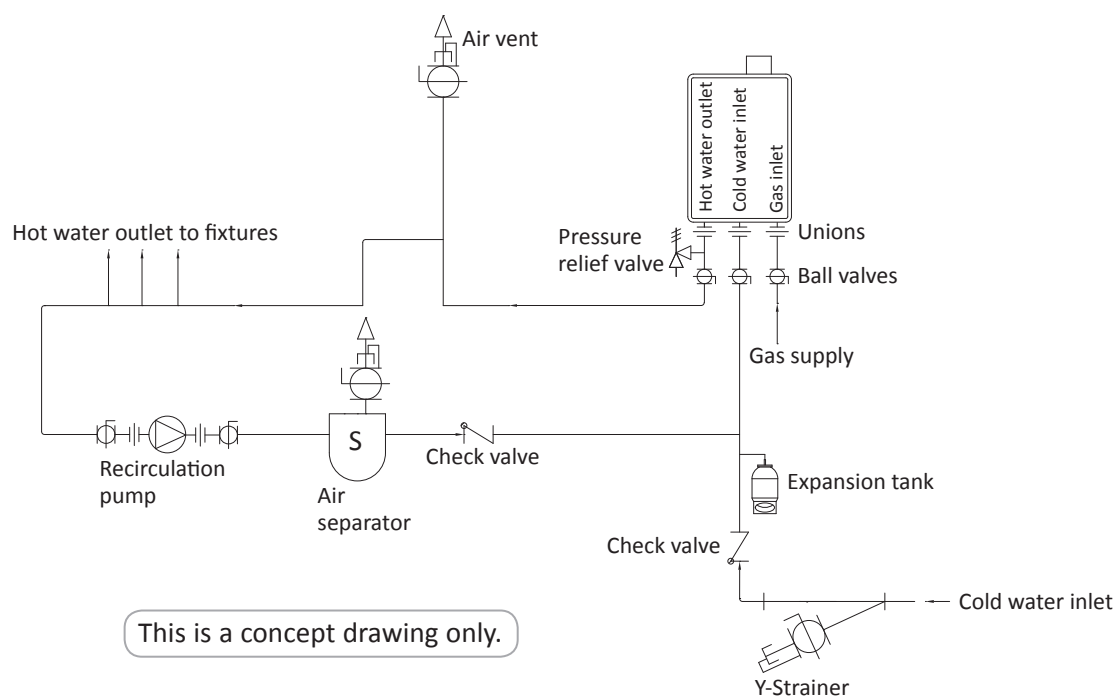 Air vent
Hot water outlet
Cold water inlet
Gas inlet
Hot water outlet to fixtures
Pressure
relief valve
Unions
Ball valves
Gas supply
S
Recirculation
pump
Air
separator
Check valve
Expansion tank
Check valve
Cold water inlet
This is a concept drawing only.
Y-Strainer